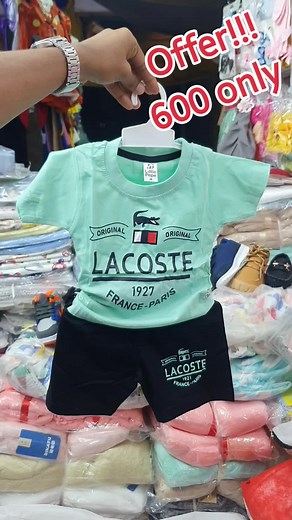 Offer!!!
600 only
ORIGINAL ORIGINAL
LACOSTE
1927
FRANCE-PARIS
LACOSTE
1927
FRANCE-PARIS